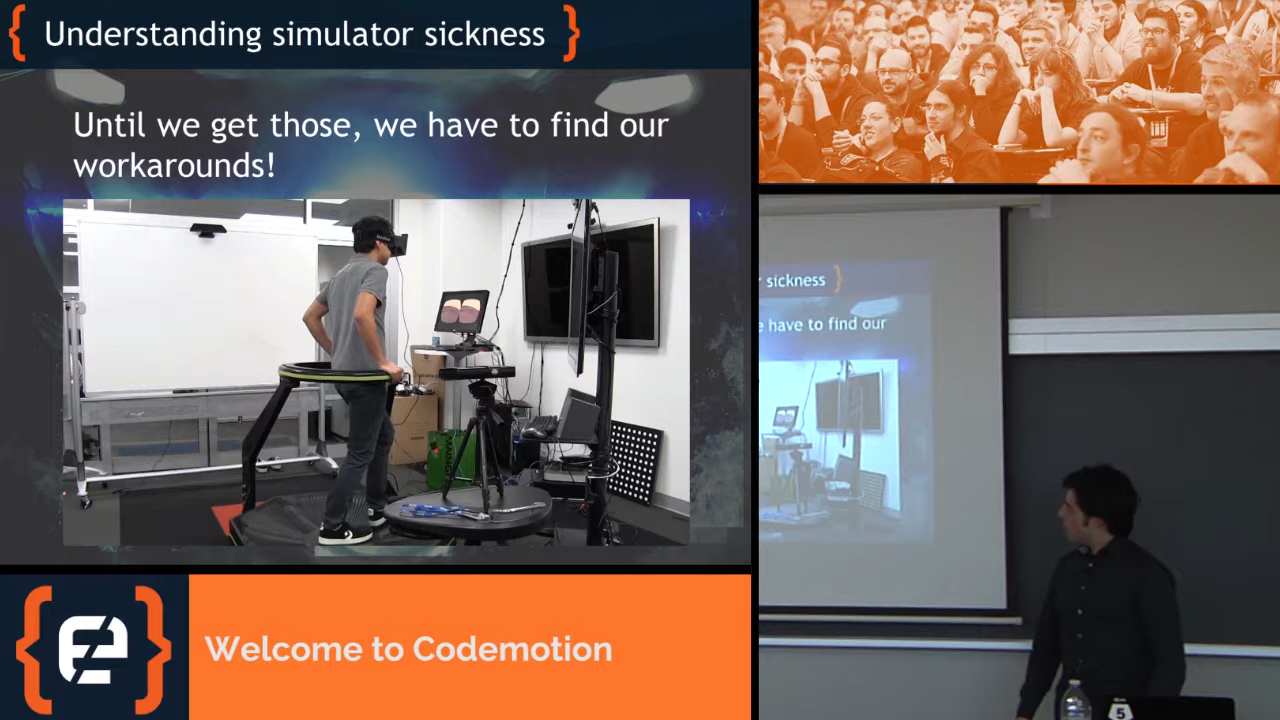 { Understanding simulator sickness }
Until we get those, we have to find our
workarounds!
sickness }
have to find our
Welcome to Codemotion
5